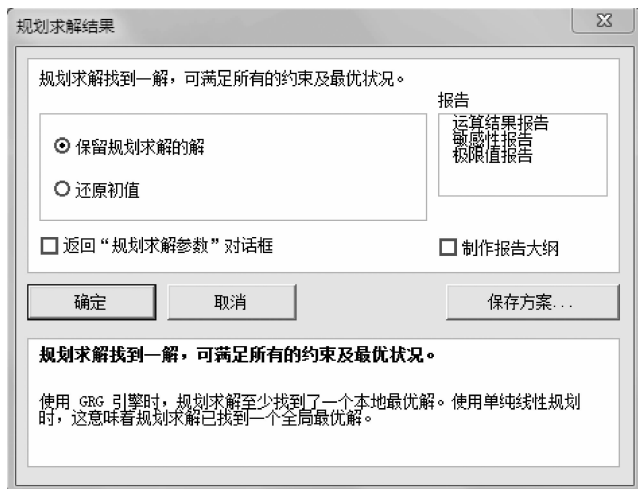 规划求解结果
规划求解找到一解，可满足所有的约束及最优状况。
报告
运算结果报告
敏感性报告
极限值报告
保留规划求解的解
还原初值
返回“规划求解参数”对话框
制作报告大纲
确定
取消
保存方案...
规划求解找到一解，可满足所有的约束及最优状况。
使用 GRG 引擎时，规划求解至少找到了一个本地最优解。使用单纯线性规划
时，这意味着规划求解已找到一个全局最优解。